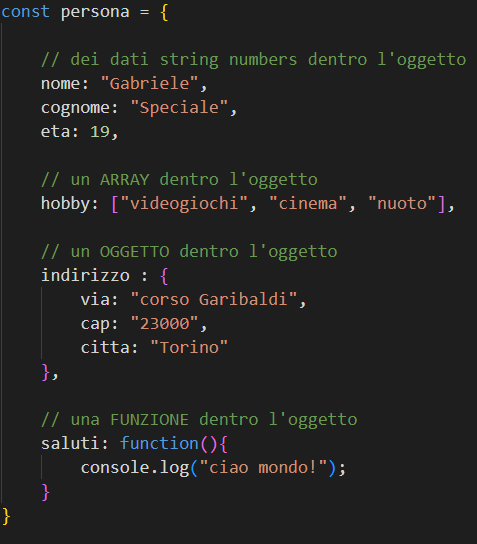 const persona = {
// dei dati string numbers dentro l'oggetto
nome: "Gabriele",
cognome: "Speciale",
eta: 19,
// un ARRAY dentro l'oggetto
hobby: ["videogiochi", "cinema", "nuoto"],
// un OGGETTO dentro l'oggetto
indirizzo : {
via: "corso Garibaldi",
cap: "23000",
citta: "Torino"
},
// una FUNZIONE dentro l'oggetto
saluti: function(){
console.log("ciao mondo!");
}
}